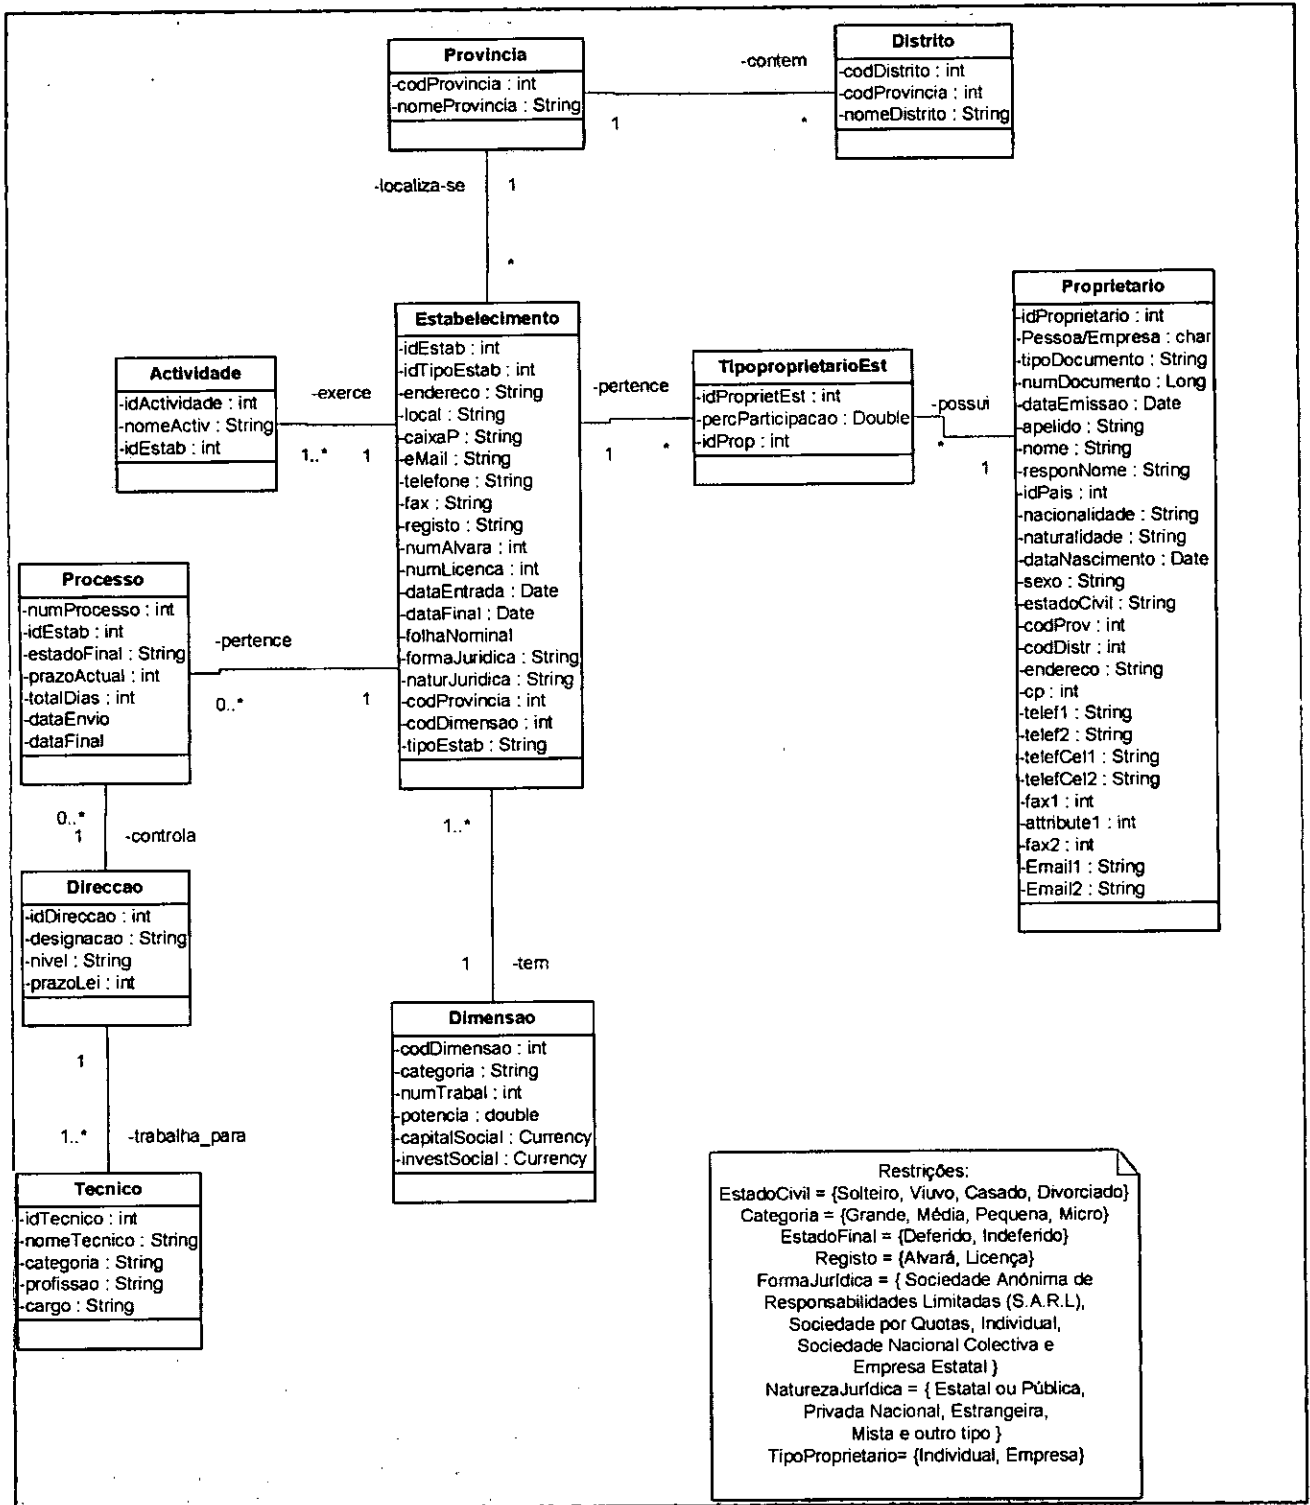 Provincia
-codProvincia : int
-nomeProvincia : String
-contem
1
*
Distrito
-codDistrito : int
-codProvincia : int
-nomeDistrito : String
-localiza-se
1
*
Estabelecimento
-idEstab : int
-idTipoEstab : int
-endereco : String
-local : String
-caixaP : String
-eMail : String
-telefone : String
-fax : String
-registo : String
-numAlvara : int
-numLicenca : int
-dataEntrada : Date
-dataFinal : Date
-folhaNominal
-formaJuridica : String
-naturJuridica : String
-codProvincia : int
-codDimensao : int
-tipoEstab : String
Actividade
-idActividade : int
-nomeActiv : String
-idEstab : int
-exerce
1..*
1
-pertence
1
*
TipoproprietarioEst
-idProprietEst : int
-percParticipacao : Double
-idProp : int
-possui
*
1
Proprietario
-idProprietario : int
-Pessoa/Empresa : char
-tipoDocumento : String
-numDocumento : Long
-dataEmissao : Date
-apelido : String
-nome : String
-responNome : String
-idPais : int
-nacionalidade : String
-naturalidade : String
-dataNascimento : Date
-sexo : String
-estadoCivil : String
-codProv : int
-codDistr : int
-endereco : String
-cp : int
-telef1 : String
-telef2 : String
-telefCel1 : String
-telefCel2 : String
-fax1 : int
-attribute1 : int
-fax2 : int
-Email1 : String
-Email2 : String
Processo
-numProcesso : int
-idEstab : int
-estadoFinal : String
-prazoActual : int
-totalDias : int
-dataEnvio
-dataFinal
-pertence
0..*
1
0..*
1
-controla
Direccao
-idDireccao : int
-designacao : String
-nivel : String
-prazoLei : int
1
1..*
-trabalha_para
Tecnico
-idTecnico : int
-nomeTecnico : String
-categoria : String
-profissao : String
-cargo : String
1..*
1
-tem
Dimensao
-codDimensao : int
-categoria : String
-numTrabal : int
-potencia : double
-capitalSocial : Currency
-investSocial : Currency
Restrições:
EstadoCivil = {Solteiro, Viuvo, Casado, Divorciado}
Categoria = {Grande, Média, Pequena, Micro}
EstadoFinal = {Deferido, Indeferido}
Registo = {Alvará, Licença}
FormaJurídica = { Sociedade Anónima de
Responsabilidades Limitadas (S.A.R.L),
Sociedade por Quotas, Individual,
Sociedade Nacional Colectiva e
Empresa Estatal }
NaturezaJurídica = { Estatal ou Pública,
Privada Nacional, Estrangeira,
Mista e outro tipo }
TipoProprietario= {Individual, Empresa}